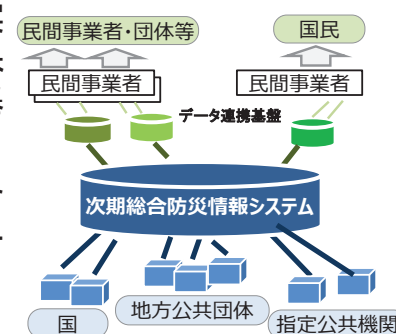 民間事業者・団体等
国民
民間事業者
民間事業者
データ連携基盤
次期総合防災情報システム
国
地方公共団体
指定公共機関